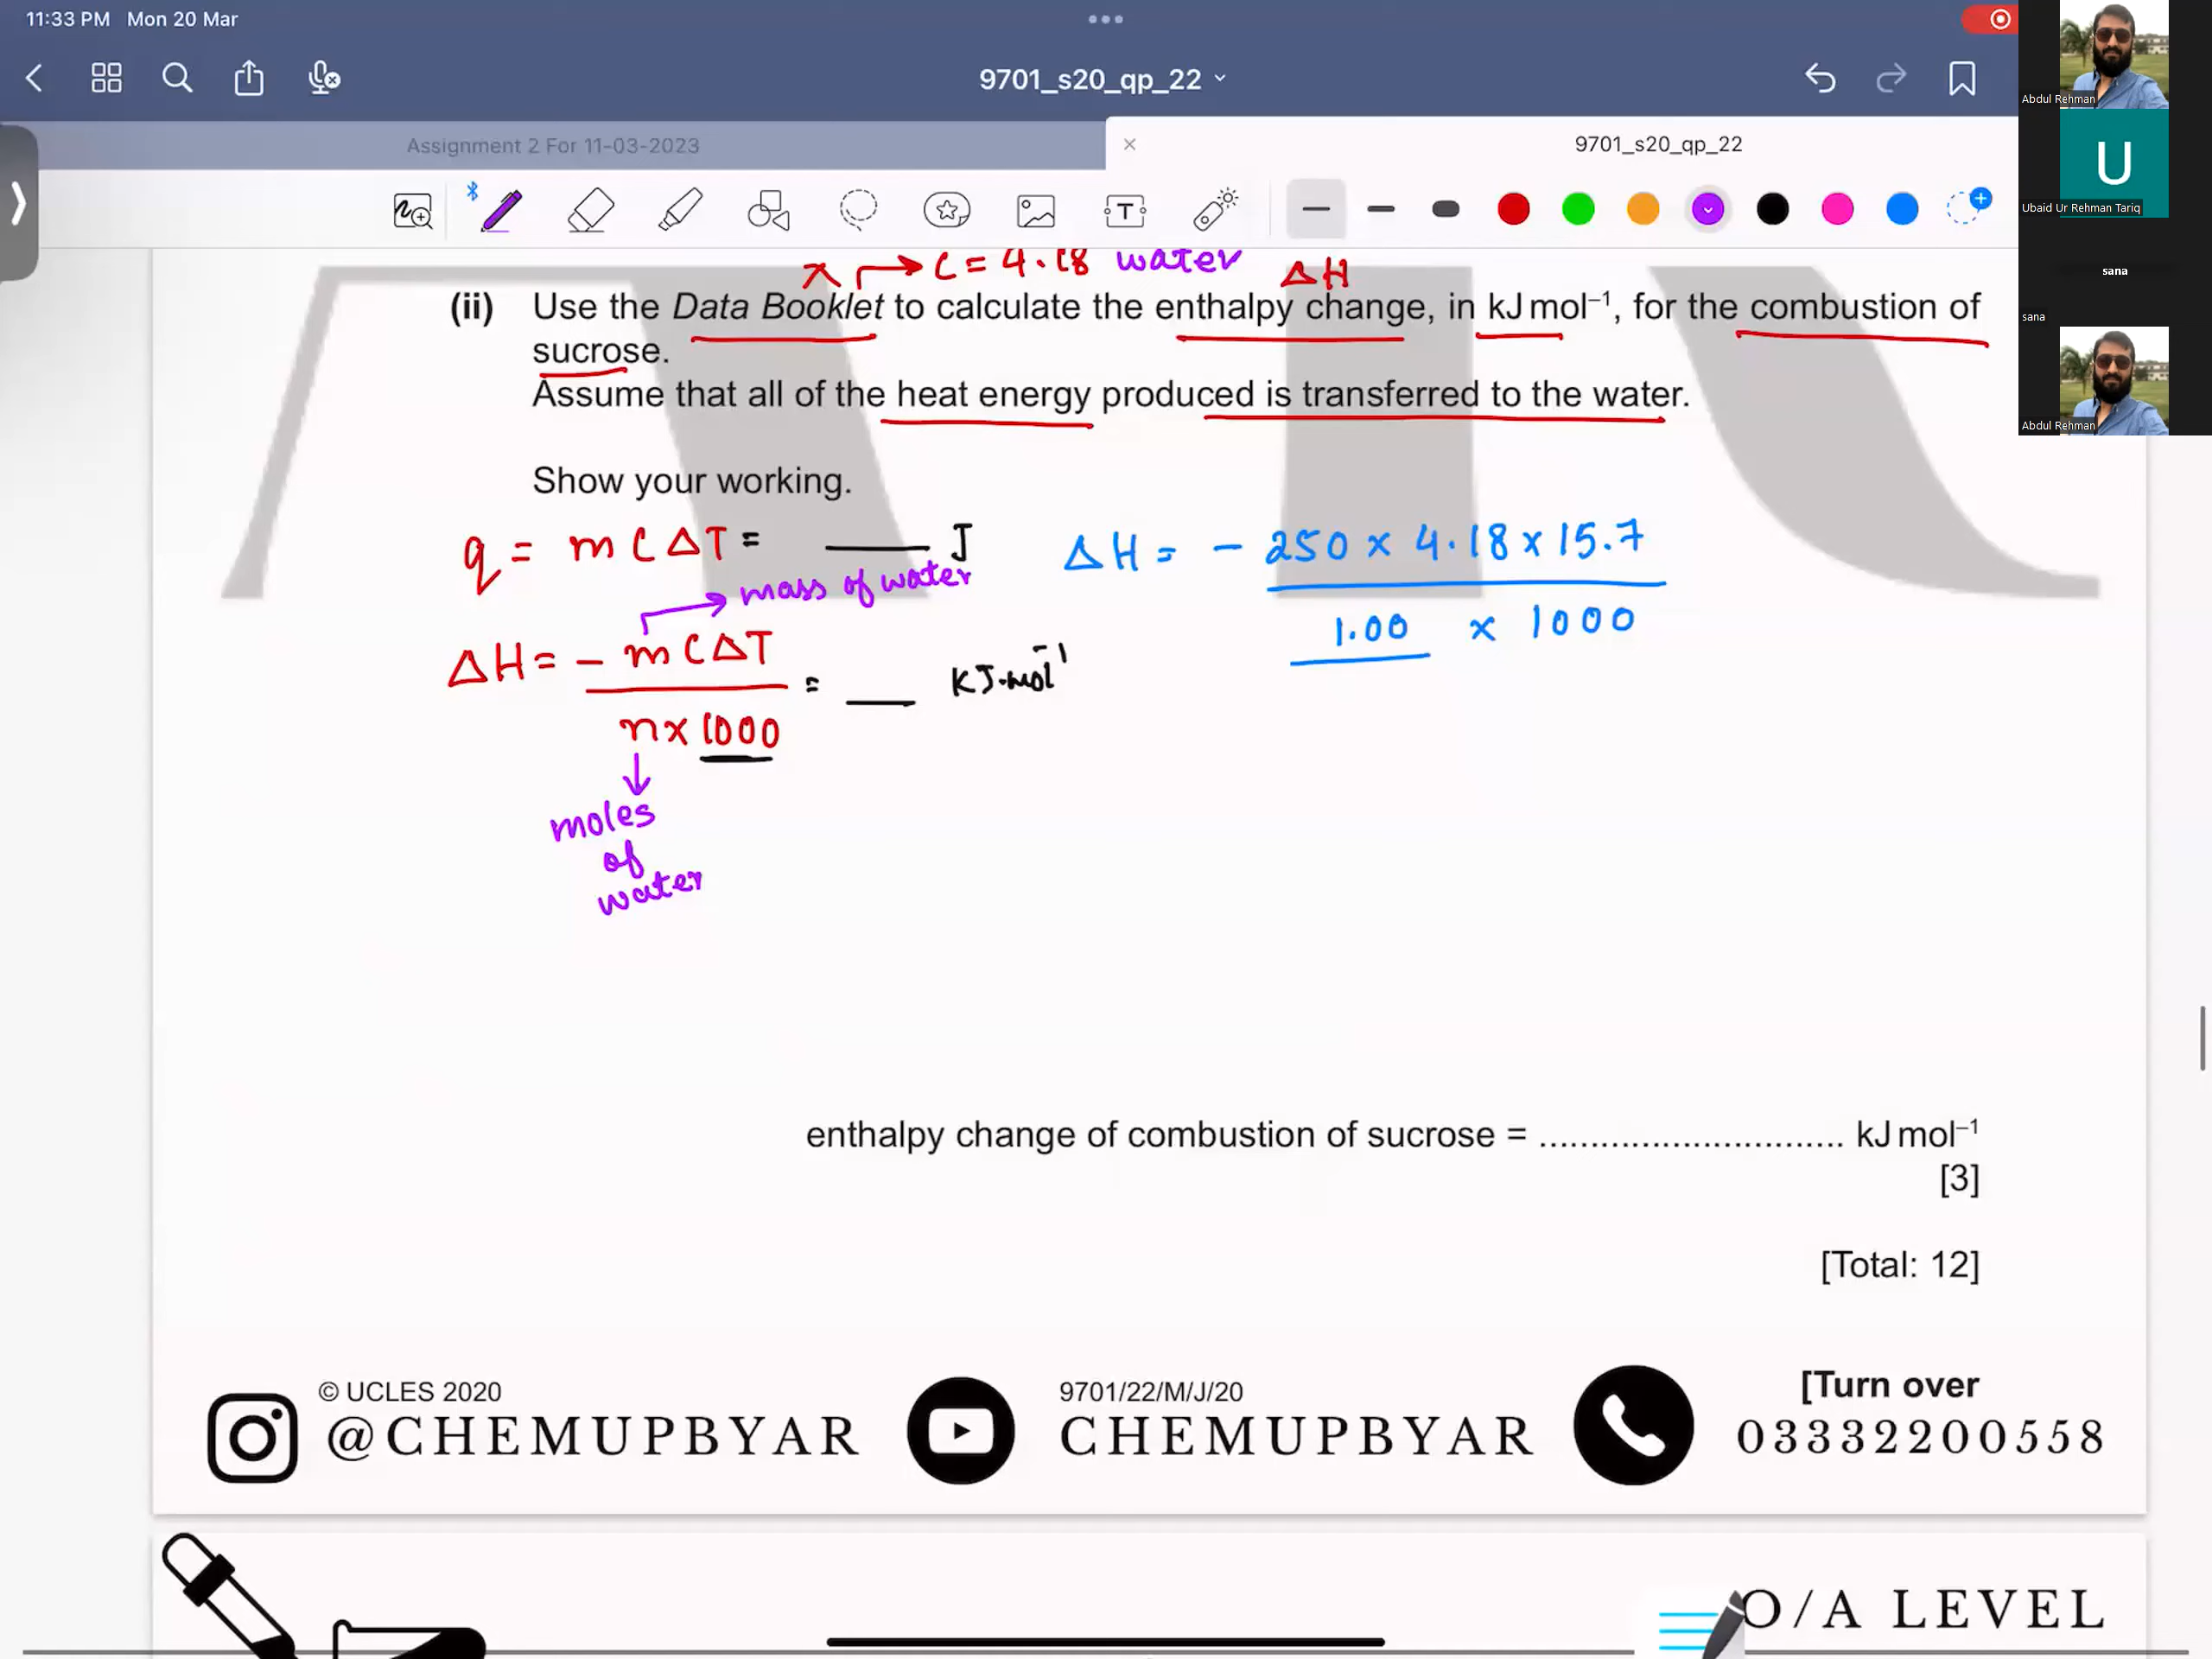 11:33 PM Mon 20 Mar
9701_s20_qp_22
Abdul Rehman
Assignment 2 For 11-03-2023
9701_s20_qp_22
U
Ubaid Ur Rehman Tariq
sana
sana
Abdul Rehman
x → C = 4.18 water ΔH
(ii) Use the Data Booklet to calculate the enthalpy change, in kJ mol⁻¹, for the combustion of
sucrose.
Assume that all of the heat energy produced is transferred to the water.
Show your working.
q = m C Δ T = ____ J
→ mass of water
ΔH = - m C Δ T
n x 1000
= __ KJ.mol⁻¹
↓
moles
of
water
ΔH = - 250 x 4.18 x 15.7
1.00 x 1000
enthalpy change of combustion of sucrose = .............................. kJ mol⁻¹
[3]
[Total: 12]
© UCLES 2020
9701/22/M/J/20
[Turn over
@CHEMUPBYAR
CHEMUPBYAR
03332200558
O/A LEVEL